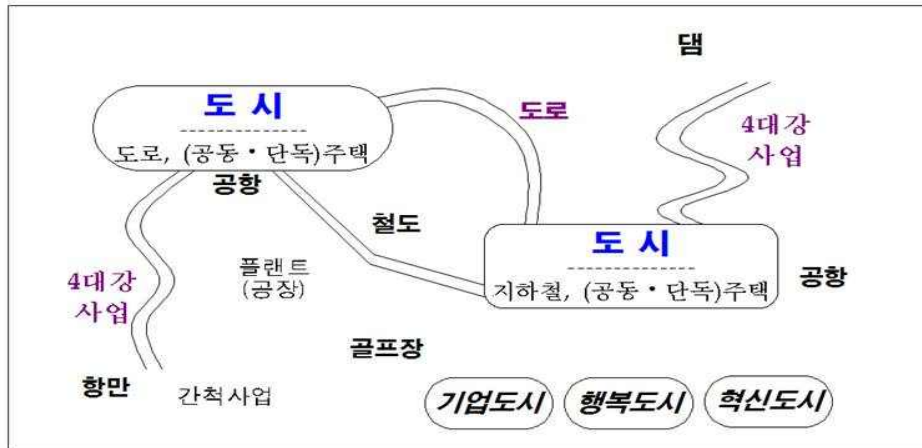 댐
도 시
도로, (공동·단독)주택
공항
도로
4대강
사업
철도
플랜트
(공장)
도 시
지하철, (공동·단독)주택
공항
4대강
사업
골프장
항만
간척사업
기업도시
행복도시
혁신도시